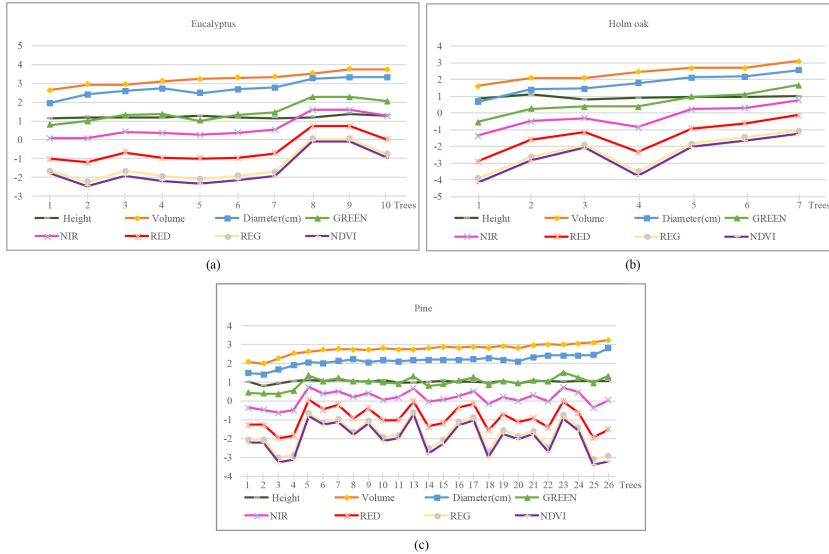 Eucalyptus
5
4
3
2
1
0
-1
-2
-3
1 2 3 4 5 6 7 8 9 10 Trees
Height Volume Diameter(cm) GREEN
NIR RED REG NDVI
(a)
Holm oak
4
3
2
1
0
-1
-2
-3
-4
-5
1 2 3 4 5 6 7 Trees
Height Volume Diameter(cm) GREEN
NIR RED REG NDVI
(b)
Pine
4
3
2
1
0
-1
-2
-3
-4
1 2 3 4 5 6 7 8 9 10 11 13 14 15 16 17 18 19 20 21 22 23 24 25 26 Trees
Height Volume Diameter(cm) GREEN
NIR RED REG NDVI
(c)